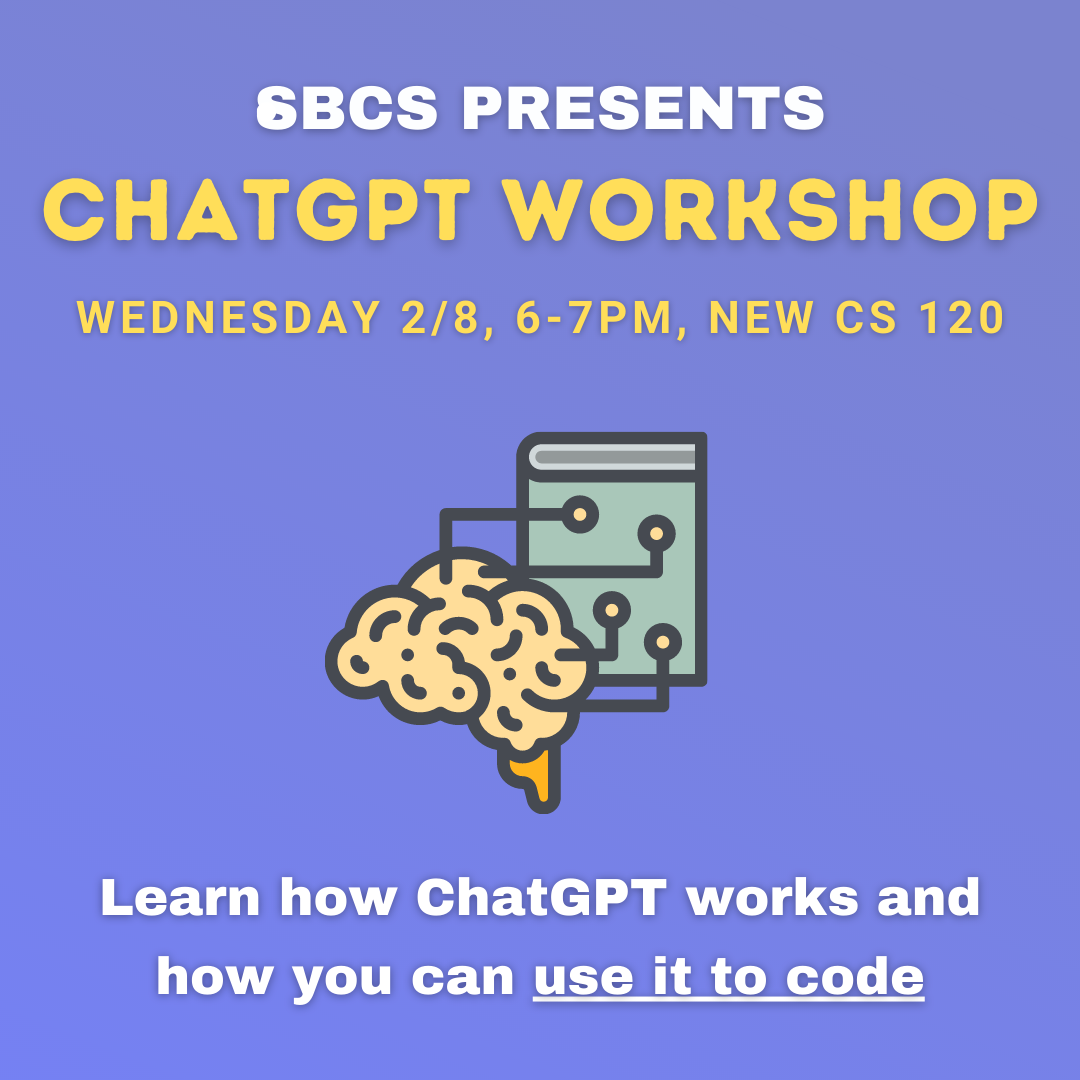 SBCS PRESENTS
CHATGPT WORKSHOP
WEDNESDAY 2/8, 6-7PM, NEW CS 120
Learn how ChatGPT works and
how you can use it to code